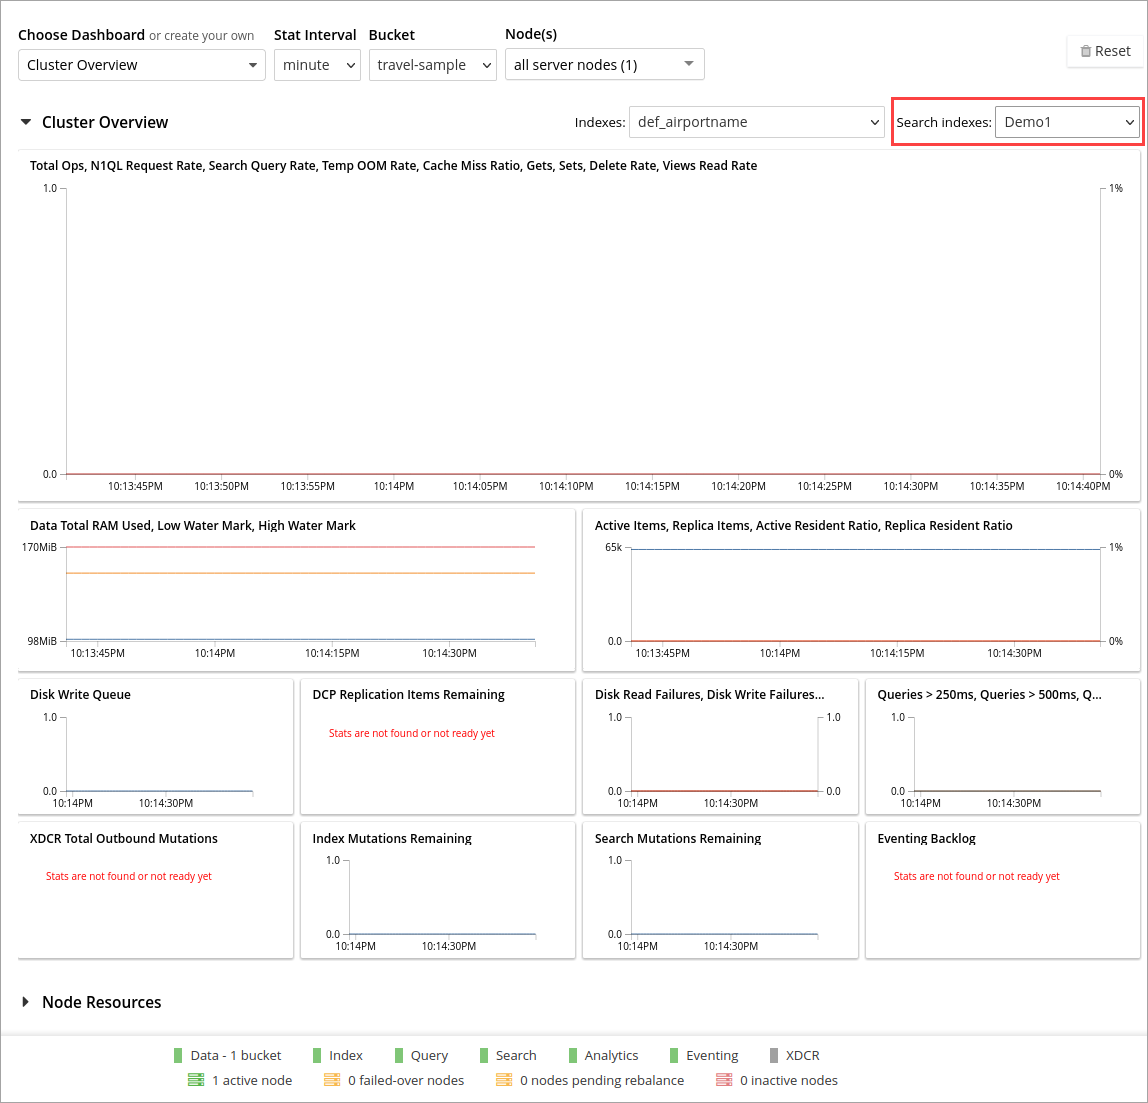 Choose Dashboard or create your own Stat Interval Bucket Node(s)
Cluster Overview minute travel-sample all server nodes (1) Reset
Cluster Overview Indexes: def_airportname Search indexes: Demo1
Total Ops, N1QL Request Rate, Search Query Rate, Temp OOM Rate, Cache Miss Ratio, Gets, Sets, Delete Rate, Views Read Rate
1.0 1%
0.0 0%
10:13:45PM 10:13:50PM 10:13:55PM 10:14PM 10:14:05PM 10:14:10PM 10:14:15PM 10:14:20PM 10:14:25PM 10:14:30PM 10:14:35PM 10:14:40PM
Data Total RAM Used, Low Water Mark, High Water Mark
170MiB
98MiB
10:13:45PM 10:14PM 10:14:15PM 10:14:30PM
Active Items, Replica Items, Active Resident Ratio, Replica Resident Ratio
65k 1%
0.0 0%
10:13:45PM 10:14PM 10:14:15PM 10:14:30PM
Disk Write Queue
1.0
0.0
10:14PM 10:14:30PM
DCP Replication Items Remaining
Stats are not found or not ready yet
Disk Read Failures, Disk Write Failures...
1.0 1.0
0.0 0.0
10:14PM 10:14:30PM
Queries > 250ms, Queries > 500ms, Q...
1.0
0.0
10:14PM 10:14:30PM
XDCR Total Outbound Mutations
Stats are not found or not ready yet
Index Mutations Remaining
1.0
0.0
10:14PM 10:14:30PM
Search Mutations Remaining
1.0
0.0
10:14PM 10:14:30PM
Eventing Backlog
Stats are not found or not ready yet
Node Resources
Data - 1 bucket Index Query Search Analytics Eventing XDCR
1 active node 0 failed-over nodes 0 nodes pending rebalance 0 inactive nodes